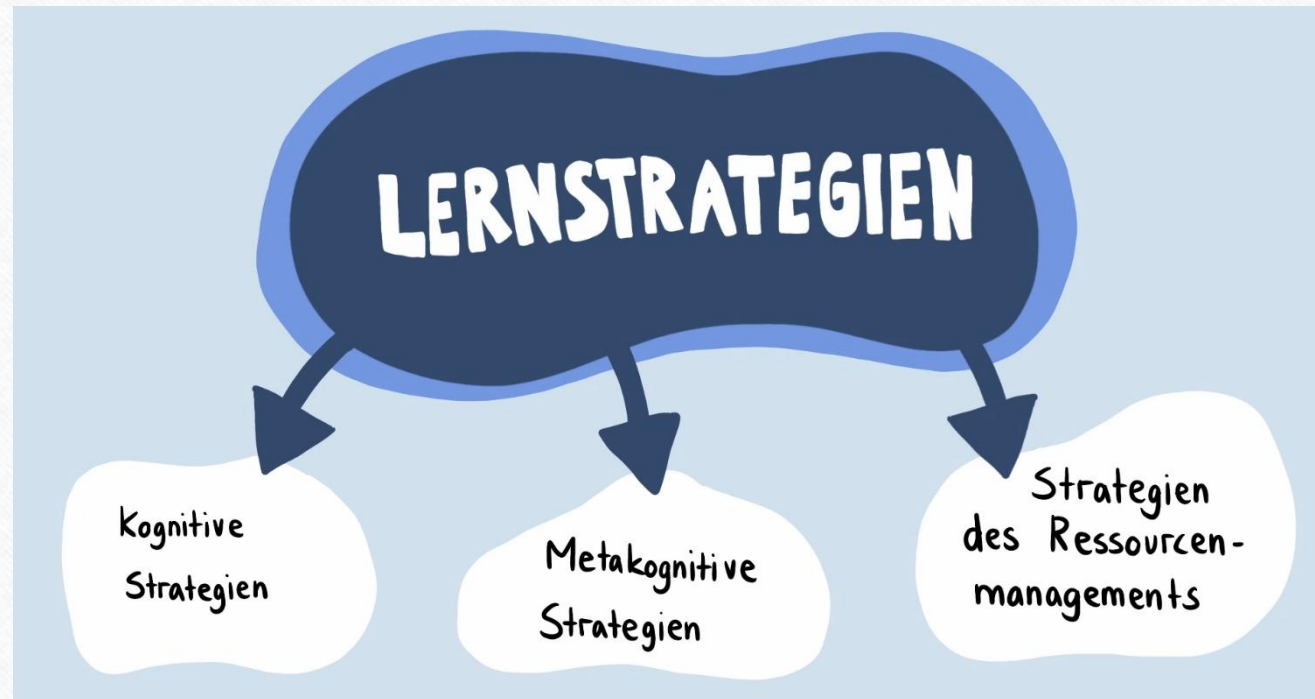 LERNSTRATEGIEN
Kognitive
Strategien
Metakognitive
Strategien
Strategien
des Ressourcen-
managements